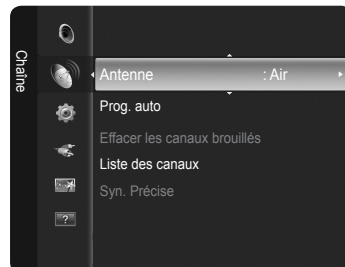 Chaîne
Antenne : Air
Prog. auto
Effacer les canaux brouillés
Liste des canaux
Syn. Précise
?